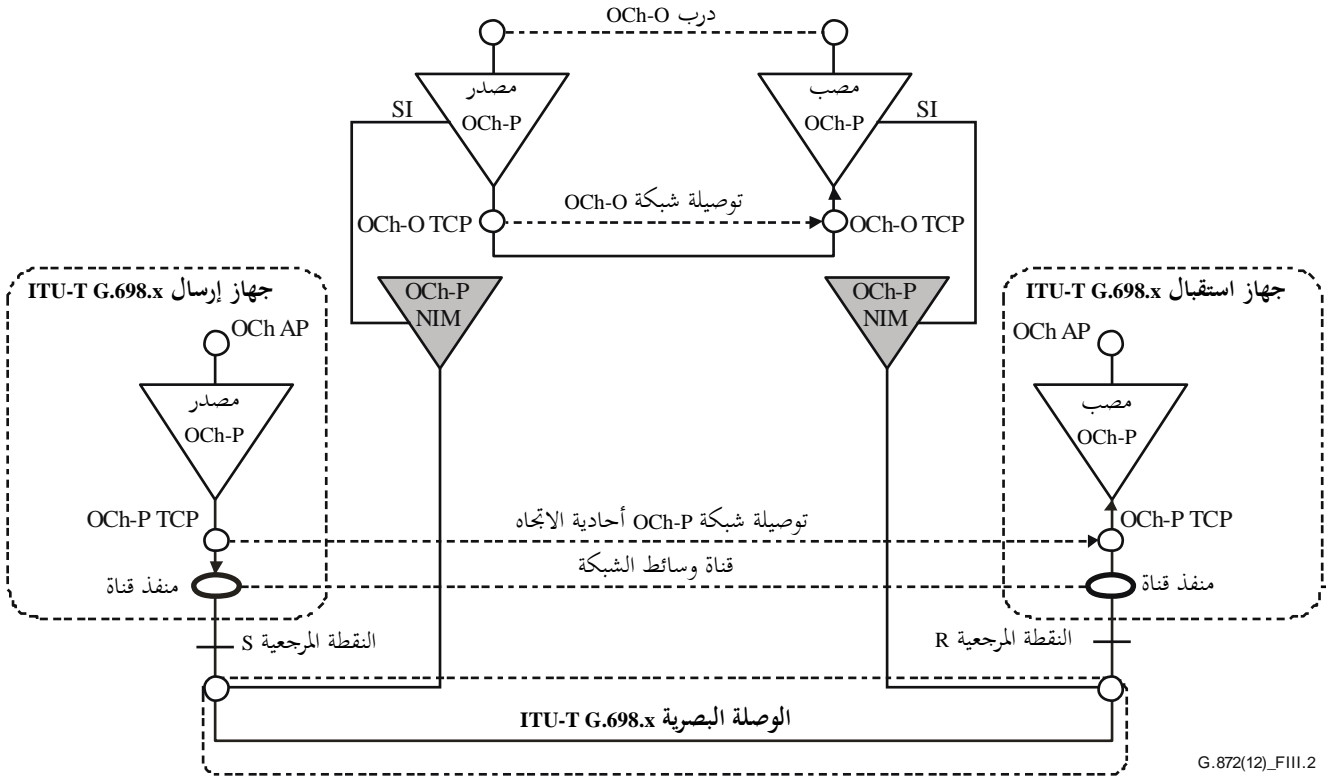 درب OCh-O
مصدر
OCh-P
مصب
OCh-P
SI
SI
توصيلة شبكة OCh-O
OCh-O TCP
OCh-O TCP
جهاز إرسال ITU-T G.698.x
OCh-P
NIM
OCh-P
NIM
جهاز استقبال ITU-T G.698.x
OCh AP
OCh AP
مصدر
OCh-P
مصب
OCh-P
OCh-P TCP
توصيلة شبكة OCh-P أحادية الاتجاه
OCh-P TCP
قناة وسائط الشبكة
منفذ قناة
منفذ قناة
النقطة المرجعية S
النقطة المرجعية R
الوصلة البصرية ITU-T G.698.x
G.872(12)_FIII.2